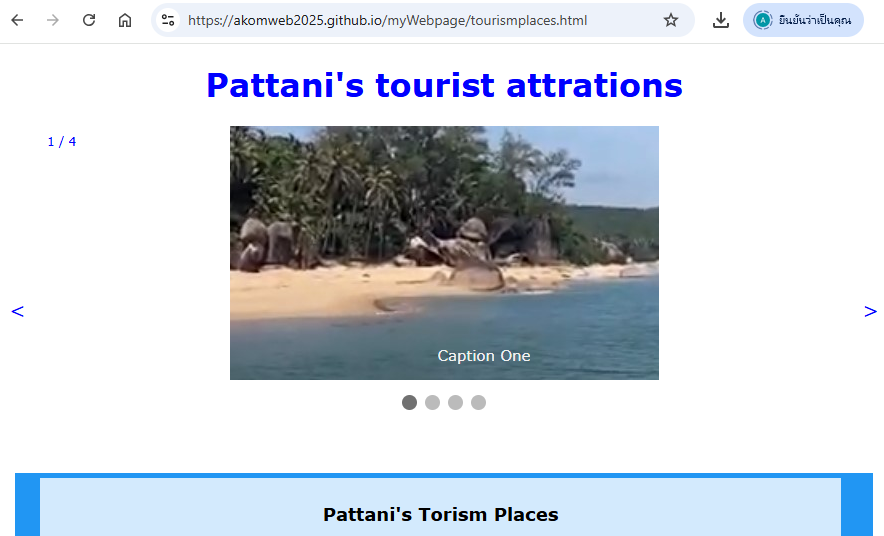 https://akomweb2025.github.io/myWebpage/tourismplaces.html
A
ยืนยันว่าเป็นคุณ
Pattani's tourist attrations
1 / 4
<
>
Caption One
Pattani's Torism Places